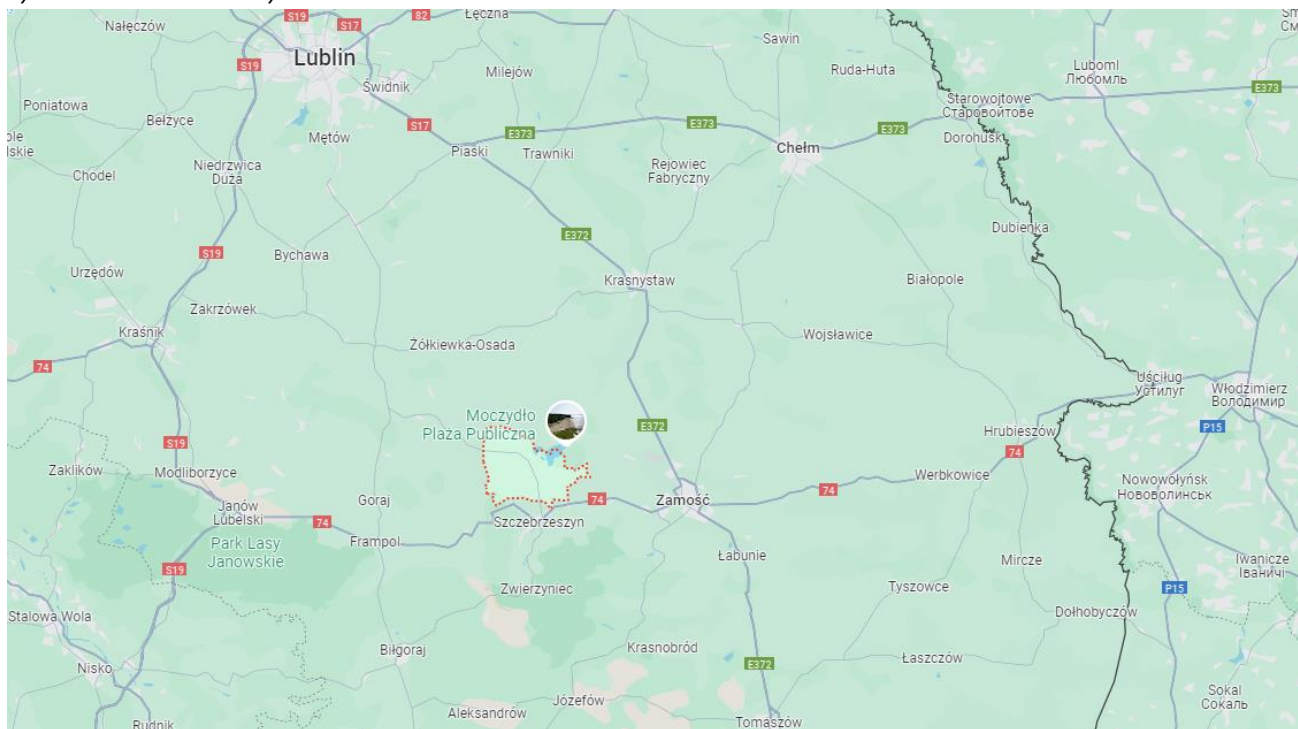 Nałęczów
S19
S17
82
Łęczna
Lublin
S19
Świdnik
Milejów
Sawin
Ruda-Huta
Luboml
Любомль
E373
Poniatowa
Bełżyce
Mętów
S17
E373
E373
E373
Starowojtowe
Старовойтове
Dorohusk
Piaski
Trawniki
Chełm
Rejowiec
Fabryczny
Chodel
Niedrzwica
Duża
Dubienka
E372
S19
Bychawa
Urzędów
Krasnystaw
Białopole
Zakrzówek
Kraśnik
Żółkiewka-Osada
Wojsławice
74
Uściług
Устилуг
Włodzimierz
Володимир
Moczydło
Plaża Publiczna
E372
P15
Hrubieszów
S19
74
Zaklików
Modliborzyce
Werbkowice
74
Nowowołyńsk
Нововолинськ
Janów
Lubelski
Goraj
74
Zamość
74
Szczebrzeszyn
Frampol
Park Lasy
Janowskie
S19
Łabunie
Mircze
Iwanicze
Іваничі
Zwierzyniec
Tyszowce
P15
Stalowa Wola
Dołhobyczów
Biłgoraj
Krasnobród
Łaszczów
Nisko
E372
Józefów
Sokal
Сокаль
Aleksandrów
Tomaszów
Rudnik